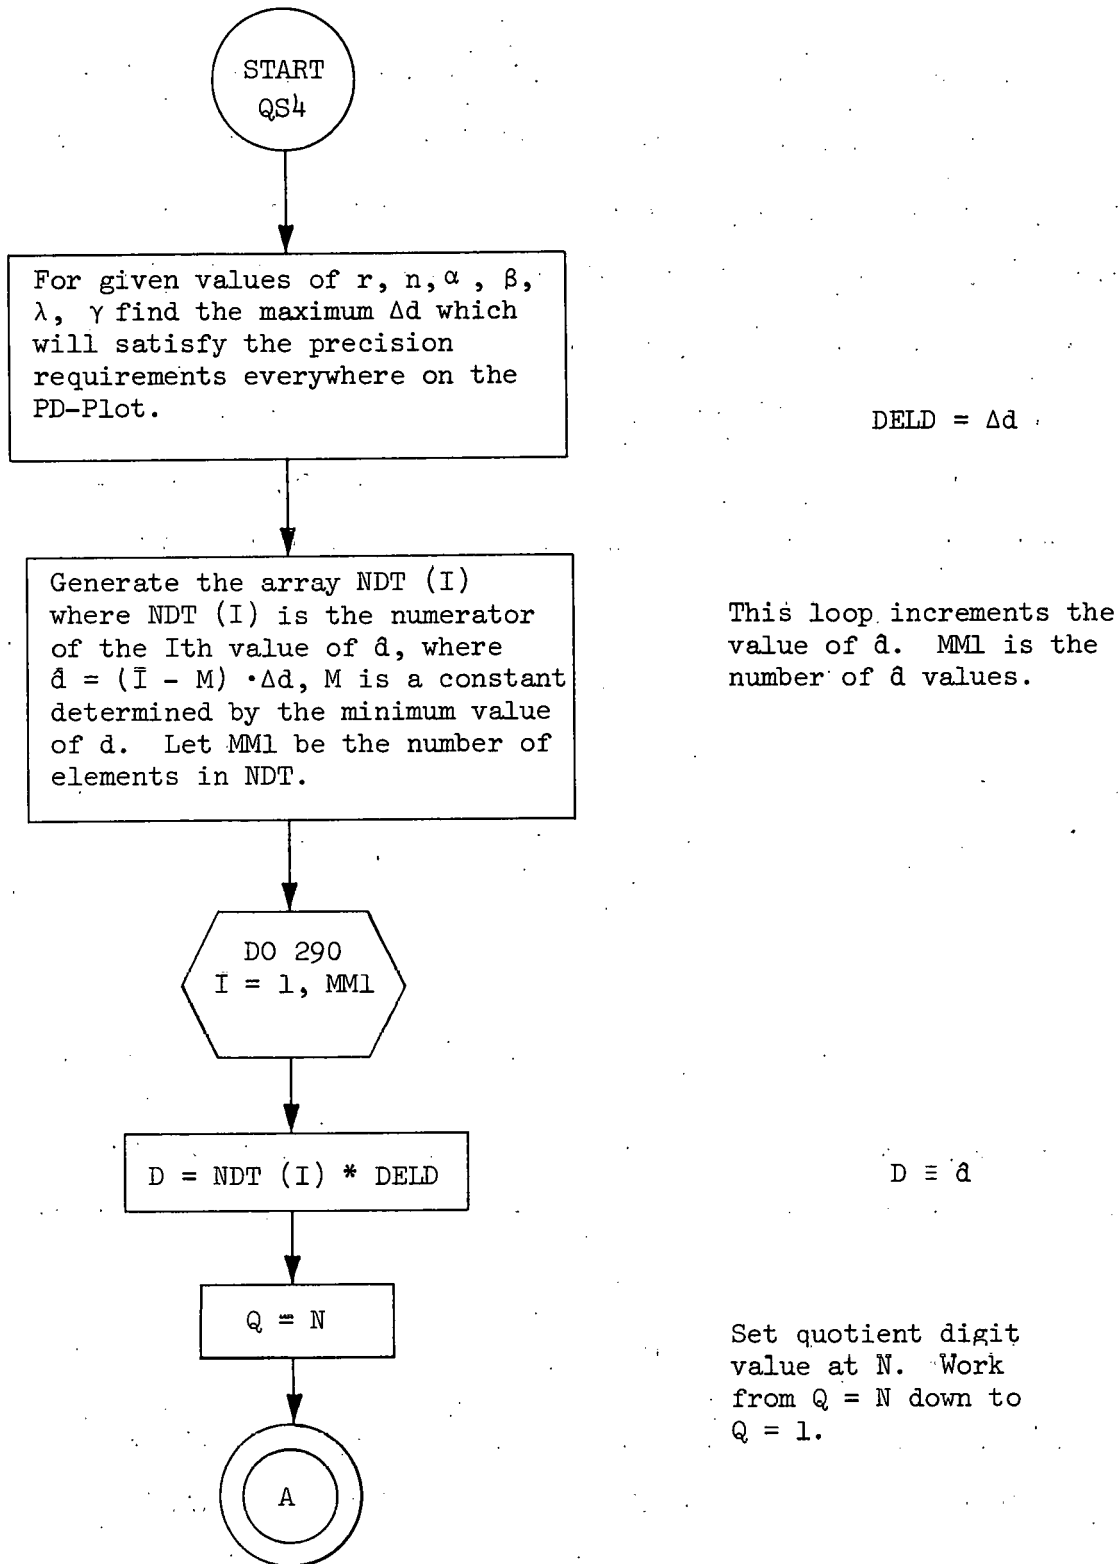 START
QS4
For given values of r, n, α , β,
λ, γ find the maximum Δd which
will satisfy the precision
requirements everywhere on the
PD-Plot.
DELD = Δd
Generate the array NDT (I)
where NDT (I) is the numerator
of the Ith value of d̂, where
d̂ = (Ī - M) ·Δd, M is a constant
determined by the minimum value
of d. Let MM1 be the number of
elements in NDT.
This loop increments the
value of d̂. MM1 is the
number of d̂ values.
DO 290
I = 1, MM1
D = NDT (I) * DELD
D ≡ d̂
Q = N
Set quotient digit
value at N. Work
from Q = N down to
Q = 1.
A